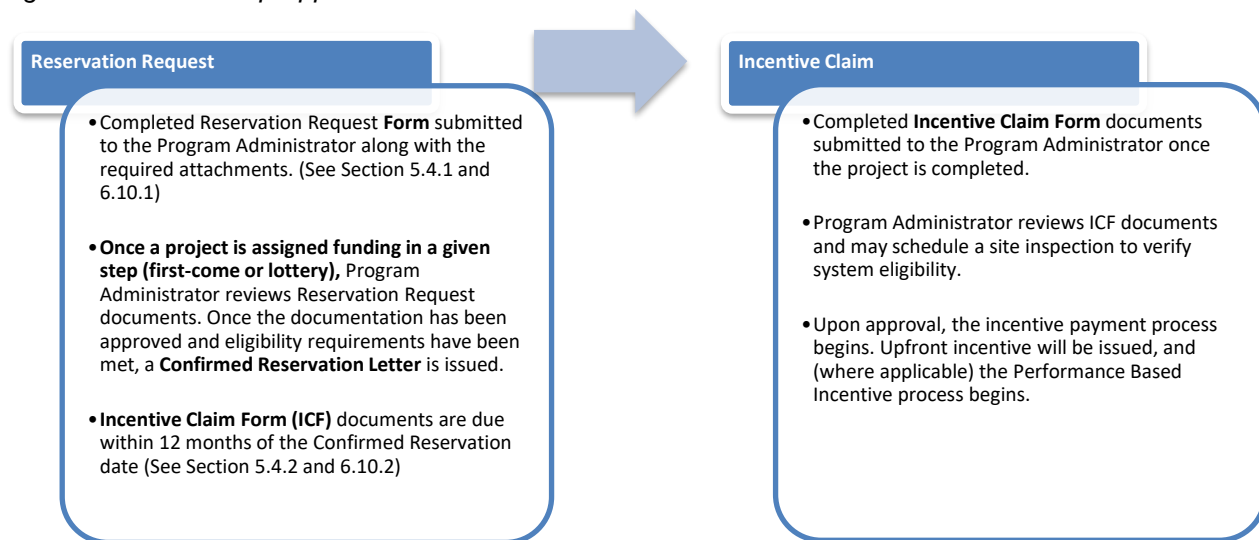 Reservation Request
•Completed Reservation Request Form submitted
to the Program Administrator along with the
required attachments. (See Section 5.4.1 and
6.10.1)
•Once a project is assigned funding in a given
step (first-come or lottery), Program
Administrator reviews Reservation Request
documents. Once the documentation has been
approved and eligibility requirements have been
met, a Confirmed Reservation Letter is issued.
•Incentive Claim Form (ICF) documents are due
within 12 months of the Confirmed Reservation
date (See Section 5.4.2 and 6.10.2)
Incentive Claim
•Completed Incentive Claim Form documents
submitted to the Program Administrator once
the project is completed.
•Program Administrator reviews ICF documents
and may schedule a site inspection to verify
system eligibility.
•Upon approval, the incentive payment process
begins. Upfront incentive will be issued, and
(where applicable) the Performance Based
Incentive process begins.